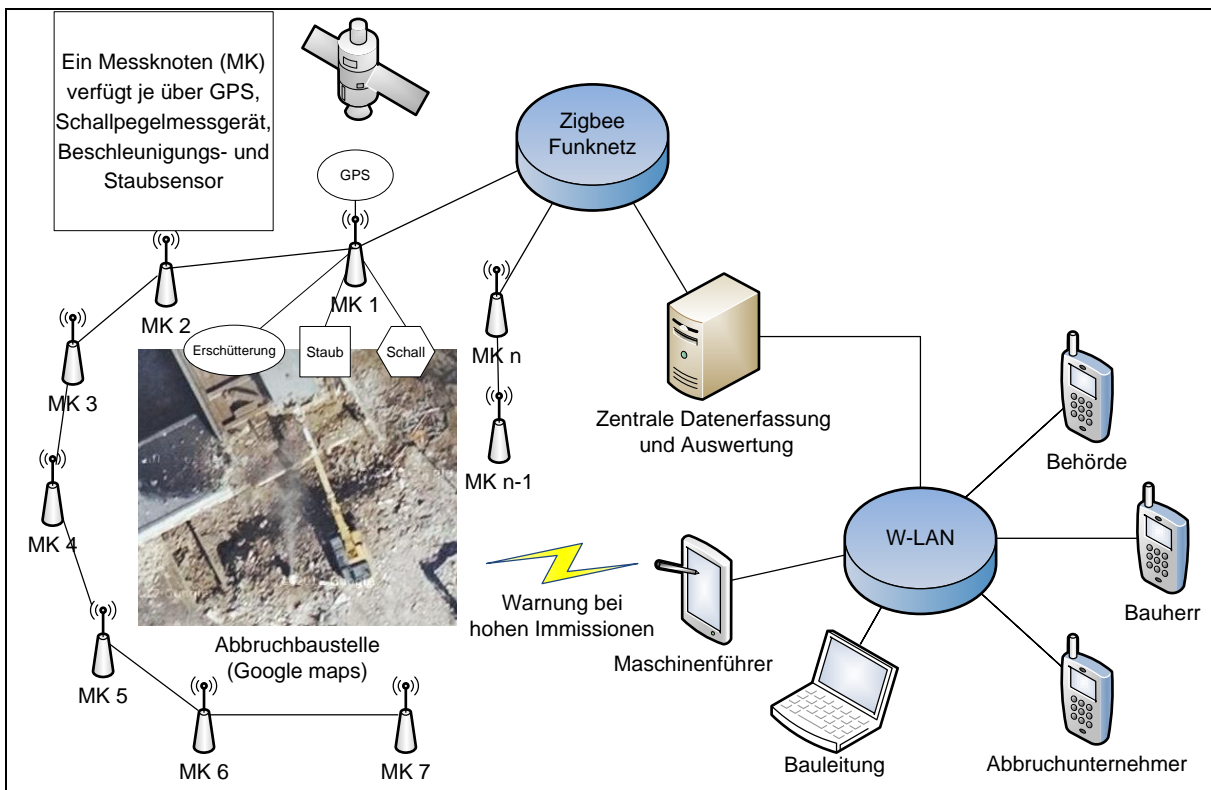 Ein Messknoten (MK)
verfügt je über GPS,
Schallpegelmessgerät,
Beschleunigungs- und
Staubsensor
GPS
Zigbee
Funknetz
MK 1
MK 2
MK 3
MK 4
MK 5
MK 6
MK 7
MK n
MK n-1
Erschütterung
Staub
Schall
Abbruchbaustelle
(Google maps)
Zentrale Datenerfassung
und Auswertung
W-LAN
Warnung bei
hohen Immissionen
Maschinenführer
Bauleitung
Behörde
Bauherr
Abbruchunternehmer